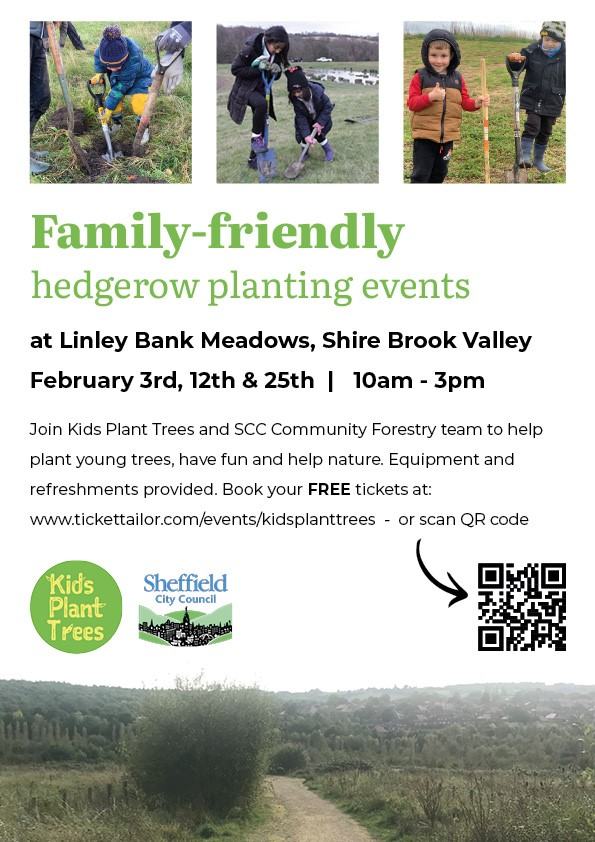 Family-friendly
hedgerow planting events
at Linley Bank Meadows, Shire Brook Valley
February 3rd, 12th & 25th | 10am - 3pm
Join Kids Plant Trees and SCC Community Forestry team to help
plant young trees, have fun and help nature. Equipment and
refreshments provided. Book your FREE tickets at:
www.tickettailor.com/events/kidsplanttrees - or scan QR code
Kids
Plant
Trees
Sheffield
City Council